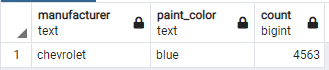 manufacturer paint_color count
text text bigint
1 chevrolet blue 4563